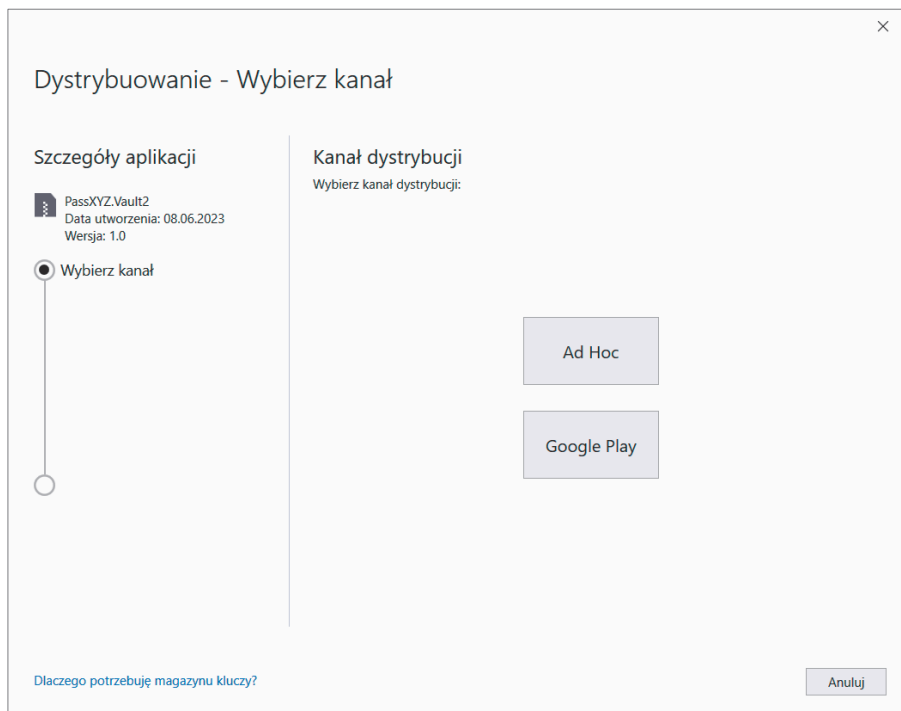 Dystrybuowanie - Wybierz kanał
Szczegóły aplikacji
PassXYZ.Vault2
Data utworzenia: 08.06.2023
Wersja: 1.0
Wybierz kanał
Kanał dystrybucji
Wybierz kanał dystrybucji:
Ad Hoc
Google Play
Dlaczego potrzebuję magazynu kluczy?
Anuluj